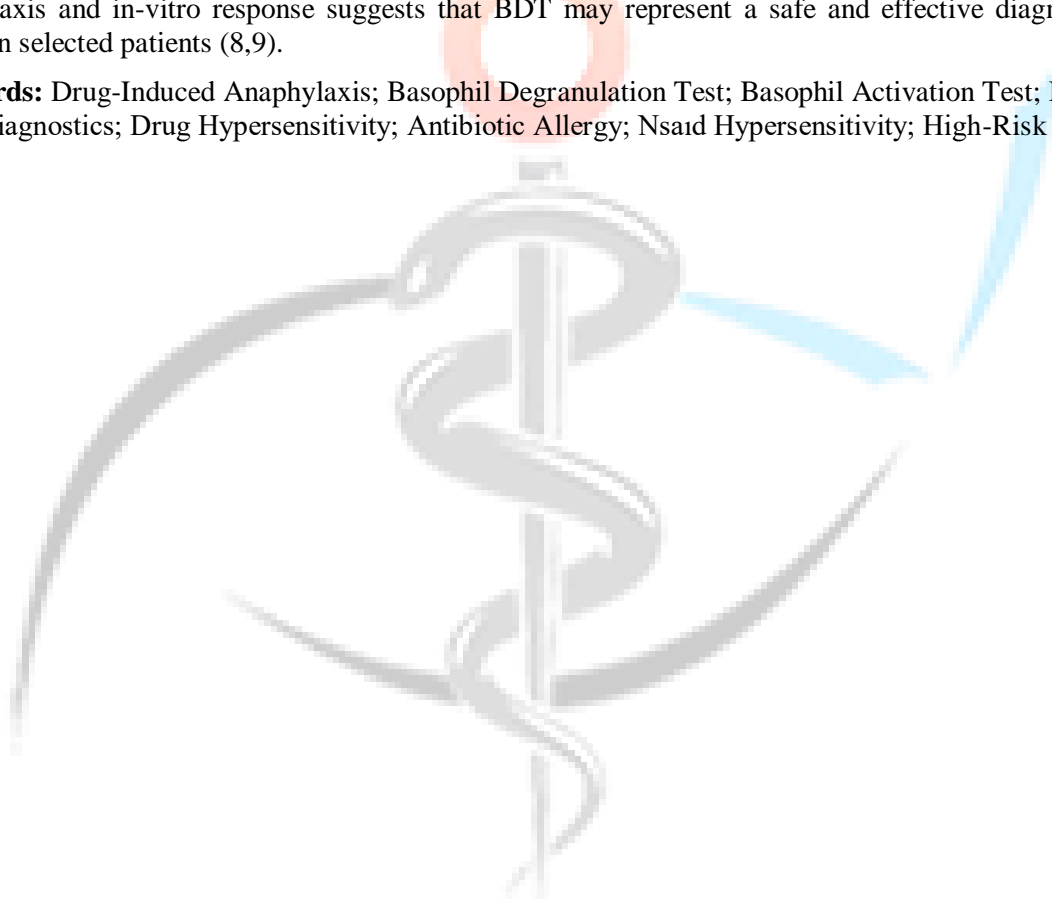 axis and in-vitro response suggests that BDT may represent a safe and effective diagn
n selected patients (8,9).
rds: Drug-Induced Anaphylaxis; Basophil Degranulation Test; Basophil Activation Test;
iagnostics; Drug Hypersensitivity; Antibiotic Allergy; Nsaıd Hypersensitivity; High-Risk